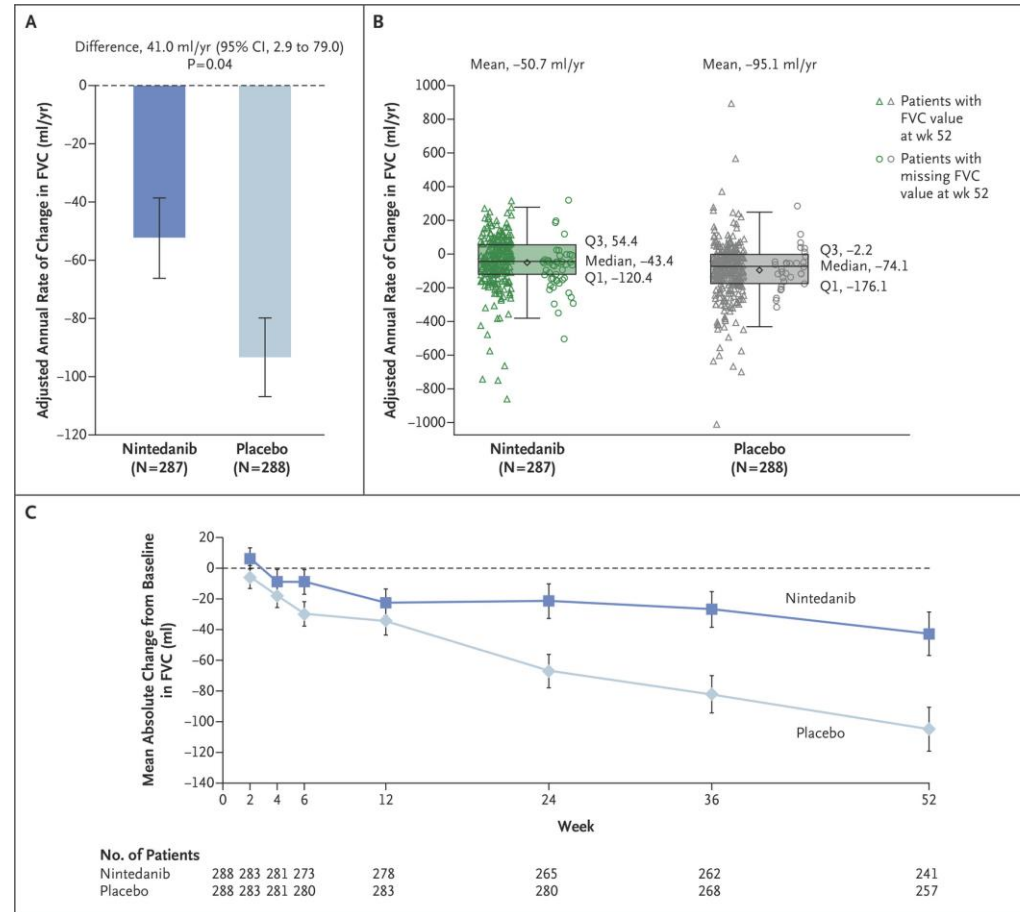 A
Difference, 41.0 ml/yr (95% CI, 2.9 to 79.0)
P=0.04
Adjusted Annual Rate of Change in FVC (ml/yr)
0
−20
−40
−60
−80
−100
−120
Nintedanib
(N=287)
Placebo
(N=288)
B
Mean, −50.7 ml/yr
Mean, −95.1 ml/yr
Adjusted Annual Rate of Change in FVC (ml/yr)
1000
800
600
400
200
0
−200
−400
−600
−800
−1000
Q3, 54.4
Median, −43.4
Q1, −120.4
Q3, −2.2
Median, −74.1
Q1, −176.1
Patients with
FVC value
at wk 52
Patients with
missing FVC
value at wk 52
Nintedanib
(N=287)
Placebo
(N=288)
C
Mean Absolute Change from Baseline
in FVC (ml)
20
0
−20
−40
−60
−80
−100
−120
−140
Nintedanib
Placebo
0 2 4 6 12 24 36 52
Week
No. of Patients
Nintedanib 288 283 281 273 278 265 262 241
Placebo 288 283 281 280 283 280 268 257